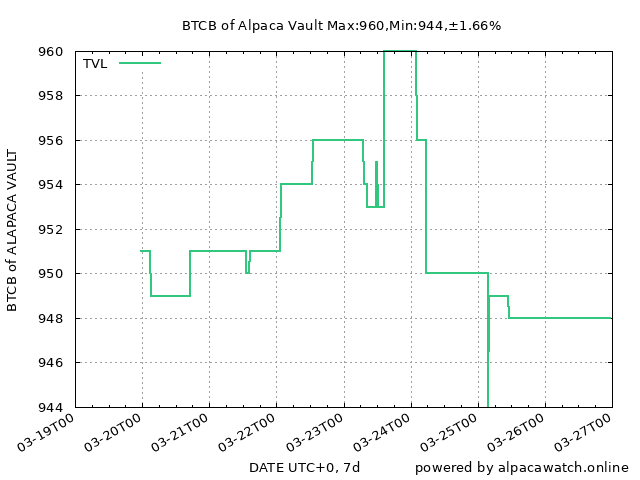 BTCB of Alpaca Vault Max:960,Min:944,±1.66%
TVL
BTCB of ALAPACA VAULT
960
958
956
954
952
950
948
946
944
03-19T00
03-20T00
03-21T00
03-22T00
03-23T00
03-24T00
03-25T00
03-26T00
03-27T00
DATE UTC+0, 7d
powered by alpacawatch.online